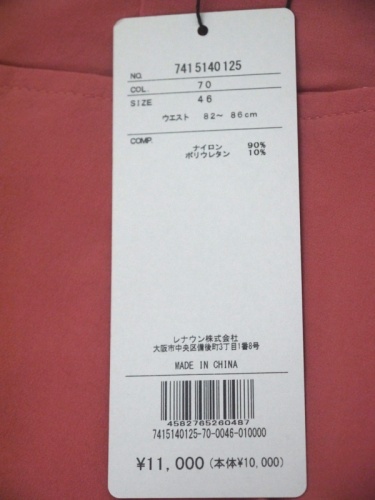 NO. 7415140125
COL. 70
SIZE 46
ウエスト 82～ 86cm
COMP.
ナイロン 90%
ポリウレタン 10%
レナウン株式会社
大阪市中央区備後町3丁目1番8号
MADE IN CHINA
4582765260487
7415140125-70-0046-010000
¥11,000(本体¥10,000)